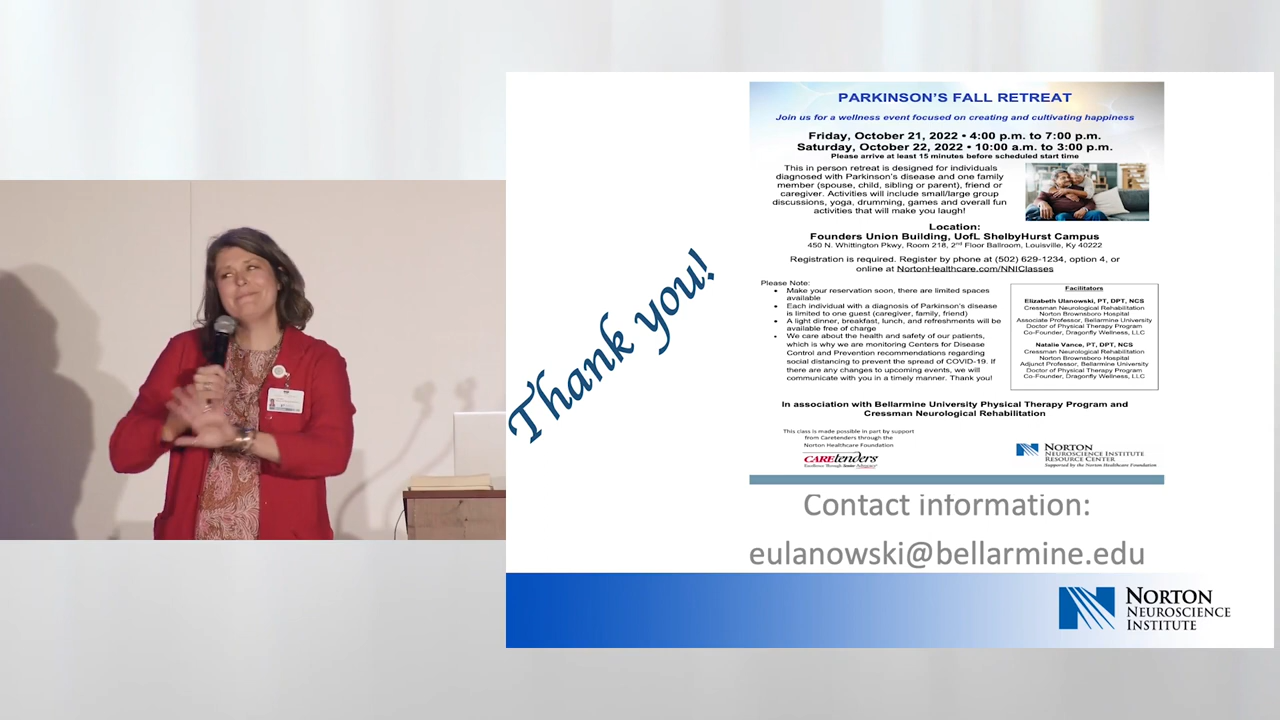 Thank you!
PARKINSON'S FALL RETREAT
Join us for a wellness event focused on creating and cultivating happiness
Friday, October 21, 2022 • 4:00 p.m. to 7:00 p.m.
Saturday, October 22, 2022 • 10:00 a.m. to 3:00 p.m.
Please arrive at least 15 minutes before scheduled start time
This in person retreat is designed for individuals
diagnosed with Parkinson's disease and one family
member (spouse, child, sibling or parent), friend or
caregiver. Activities will include small/large group
discussions, yoga, drumming, games and overall fun
activities that will make you laugh!
Location:
Founders Union Building, UofL ShelbyHurst Campus
450 N. Whittington Pkwy, Room 218, 2nd Floor Ballroom, Louisville, Ky 40222
Registration is required. Register by phone at (502) 629-1234, option 4, or
online at NortonHealthcare.com/NNIClasses
Please Note:
• Make your reservation soon, there are limited spaces
available
• Each individual with a diagnosis of Parkinson's disease
is limited to one guest (caregiver, family, friend)
• A light dinner, breakfast, lunch, and refreshments will be
available free of charge
• We care about the health and safety of our patients,
which is why we are monitoring Centers for Disease
Control and Prevention recommendations regarding
social distancing to prevent the spread of COVID-19. If
there are any changes to upcoming events, we will
communicate with you in a timely manner. Thank you!
Facilitators
Elizabeth Ulanowski, PT, DPT, NCS
Cressman Neurological Rehabilitation
Norton Brownsboro Hospital
Associate Professor, Bellarmine University
Doctor of Physical Therapy Program
Co-Founder, Dragonfly Wellness, LLC
Natalie Vance, PT, DPT, NCS
Cressman Neurological Rehabilitation
Norton Brownsboro Hospital
Adjunct Professor, Bellarmine University
Doctor of Physical Therapy Program
Co-Founder, Dragonfly Wellness, LLC
In association with Bellarmine University Physical Therapy Program and
Cressman Neurological Rehabilitation
This class is made possible in part by support
from Caretenders through the
Norton Healthcare Foundation
CAREtenders
NORTON
NEUROSCIENCE INSTITUTE
RESOURCE CENTER
Supported by the Norton Healthcare Foundation
Contact information:
eulanowski@bellarmine.edu
NORTON
NEUROSCIENCE
INSTITUTE